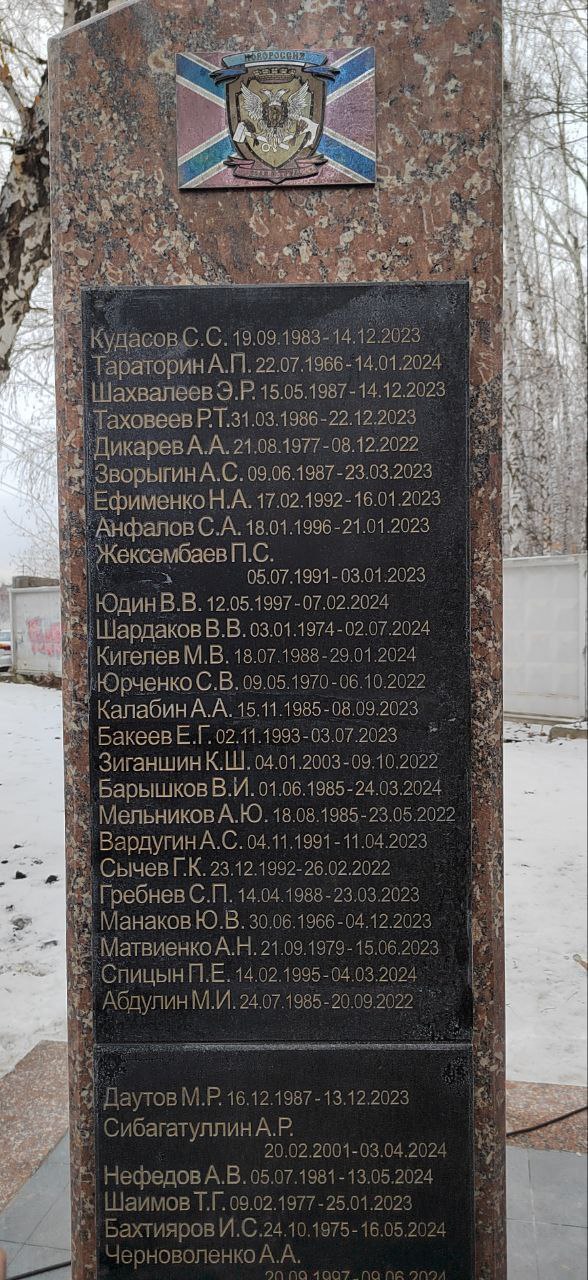 НОВОРОССИЯ
Кудасов С.С. 19.09.1983-14.12.2023
Тараторин А.П. 22.07.1966-14.01.2024
Шахвалеев Э.Р. 15.05.1987-14.12.2023
Таховеев Р.Т. 31.03.1986-22.12.2023
Дикарев А.А. 21.08.1977-08.12.2022
Зворыгин А.С. 09.06.1987-23.03.2023
Ефименко Н.А. 17.02.1992-16.01.2023
Анфалов С.А. 18.01.1996-21.01.2023
Жексембаев П.С.
05.07.1991-03.01.2023
Юдин В.В. 12.05.1997-07.02.2024
Шардаков В.В. 03.01.1974-02.07.2024
Кигелев М.В. 18.07.1988-29.01.2024
Юрченко С.В. 09.05.1970-06.10.2022
Калабин А.А. 15.11.1985-08.09.2023
Бакеев Е.Г. 02.11.1993-03.07.2023
Зиганшин К.Ш. 04.01.2003-09.10.2022
Барышков В.И. 01.06.1985-24.03.2024
Мельников А.Ю. 18.08.1985-23.05.2022
Вардугин А.С. 04.11.1991-11.04.2023
Сычев Г.К. 23.12.1992-26.02.2022
Гребнев С.П. 14.04.1988-23.03.2023
Манаков Ю.В. 30.06.1966-04.12.2023
Матвиенко А.Н. 21.09.1979-15.06.2023
Спицын П.Е. 14.02.1995-04.03.2024
Абдулин М.И. 24.07.1985-20.09.2022
Даутов М.Р. 16.12.1987-13.12.2023
Сибагатуллин А.Р.
20.02.2001-03.04.2024
Нефедов А.В. 05.07.1981-13.05.2024
Шаимов Т.Г. 09.02.1977-25.01.2023
Бахтияров И.С. 24.10.1975-16.05.2024
Черноволенко А.А.
20.09.1997-09.06.2024